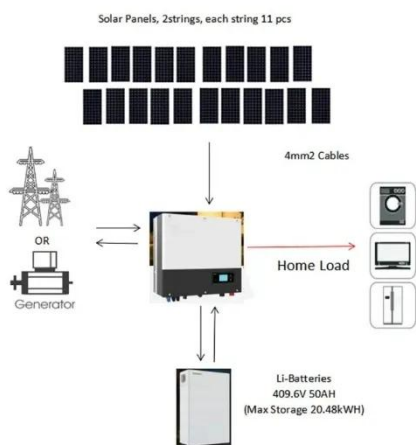 Solar Panels, 2strings, each string 11 pcs
4mm2 Cables
OR
Home Load
Generator
Li-Batteries
409.6V 50AH
(Max Storage 20.48kWH)